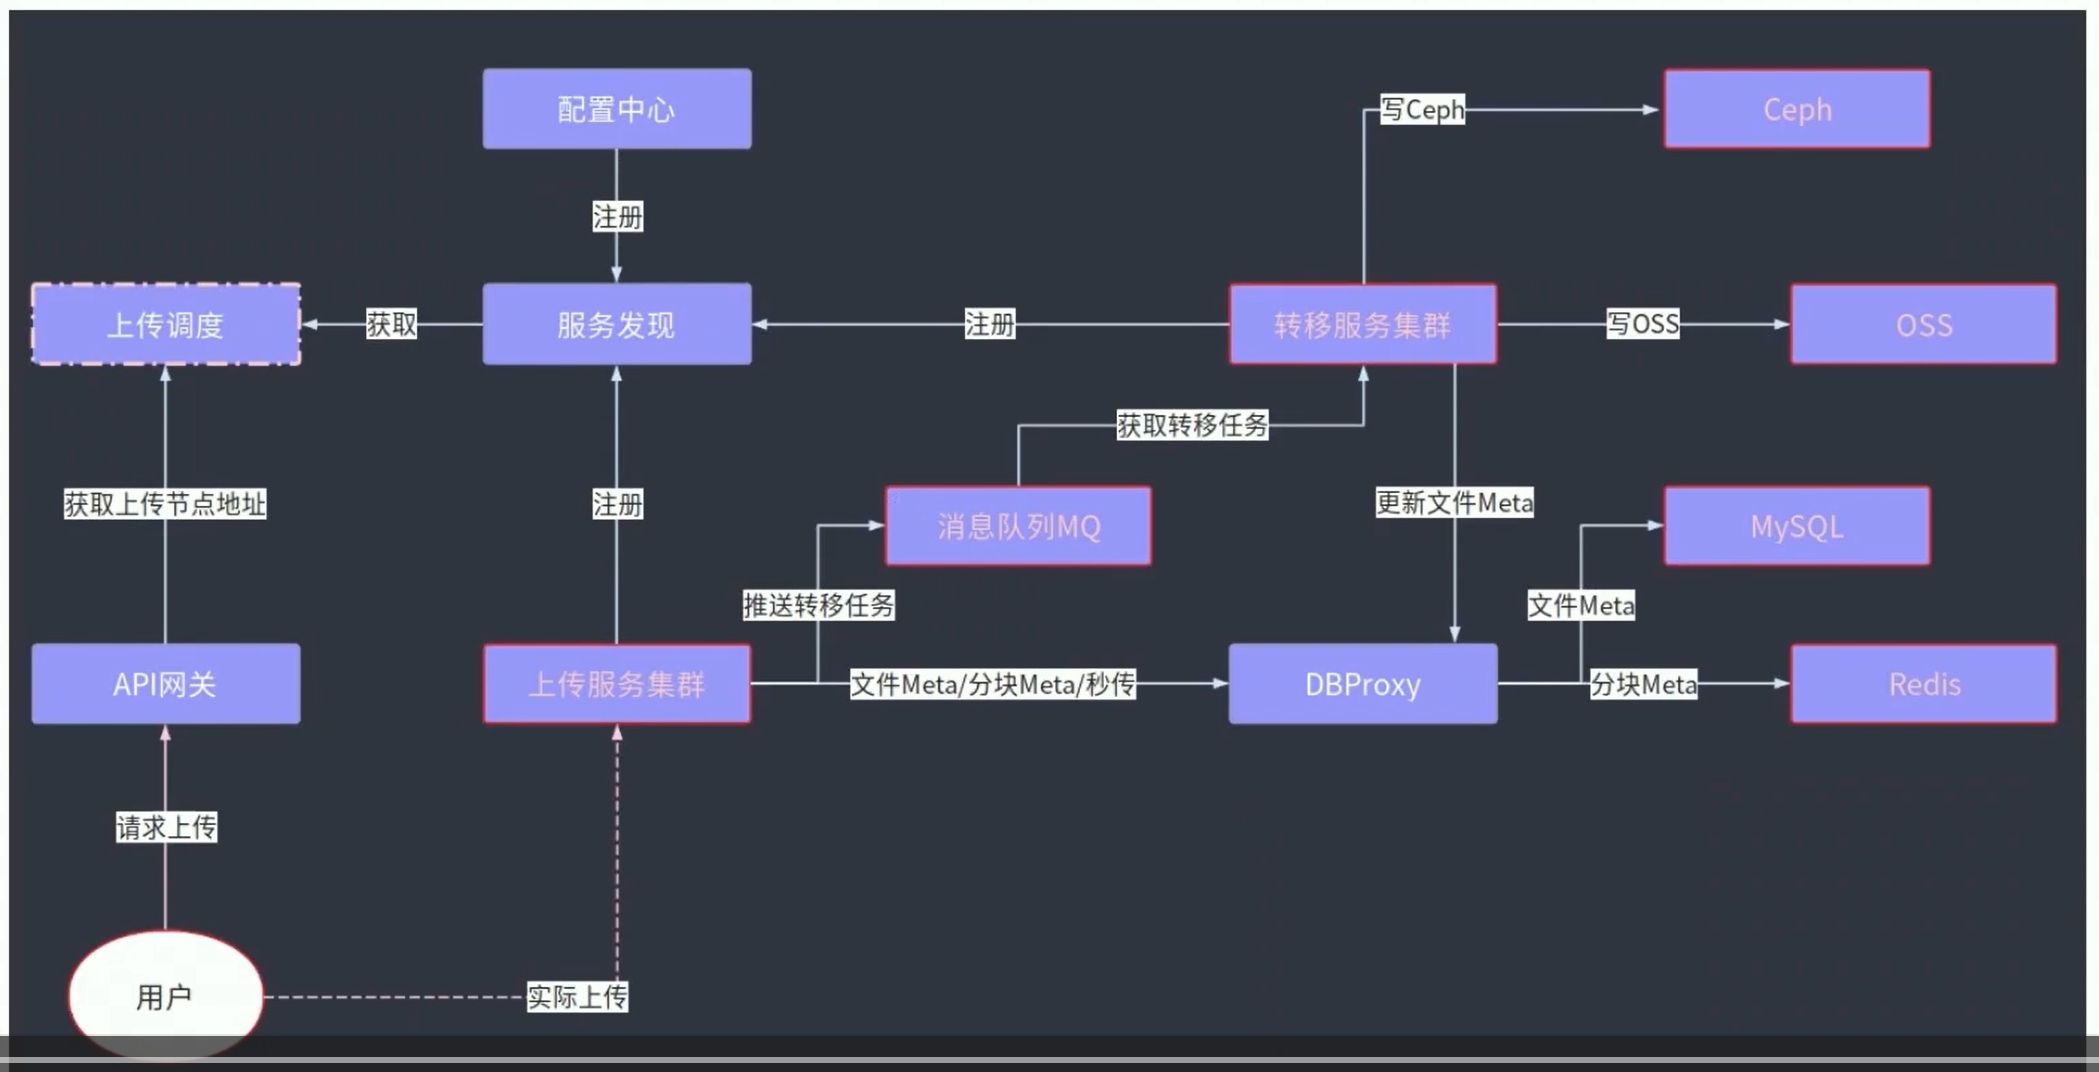 配置中心
写Ceph
Ceph
注册
上传调度
获取
服务发现
注册
转移服务集群
写OSS
OSS
获取转移任务
获取上传节点地址
注册
消息队列MQ
更新文件Meta
MySQL
推送转移任务
文件Meta
API网关
上传服务集群
文件Meta/分块Meta/秒传
DBProxy
分块Meta
Redis
请求上传
用户
实际上传